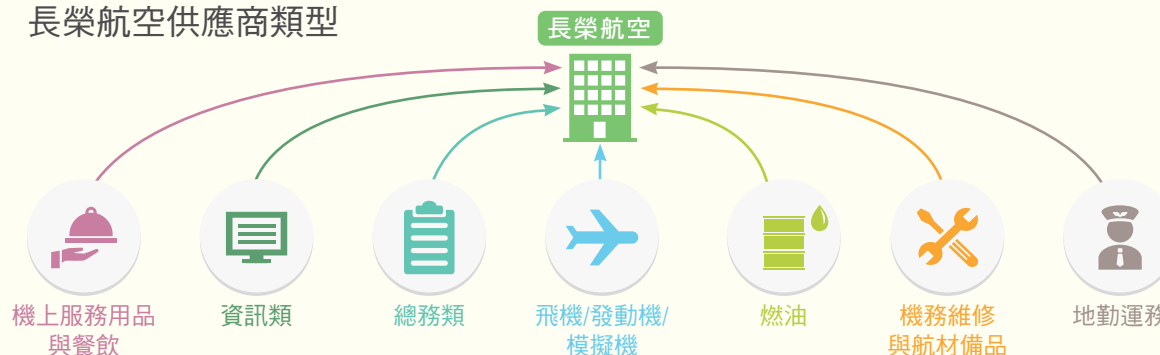 長榮航空供應商類型
長榮航空
機上服務用品
與餐飲
資訊類
總務類
飛機/發動機/
模擬機
燃油
機務維修
與航材備品
地勤運務